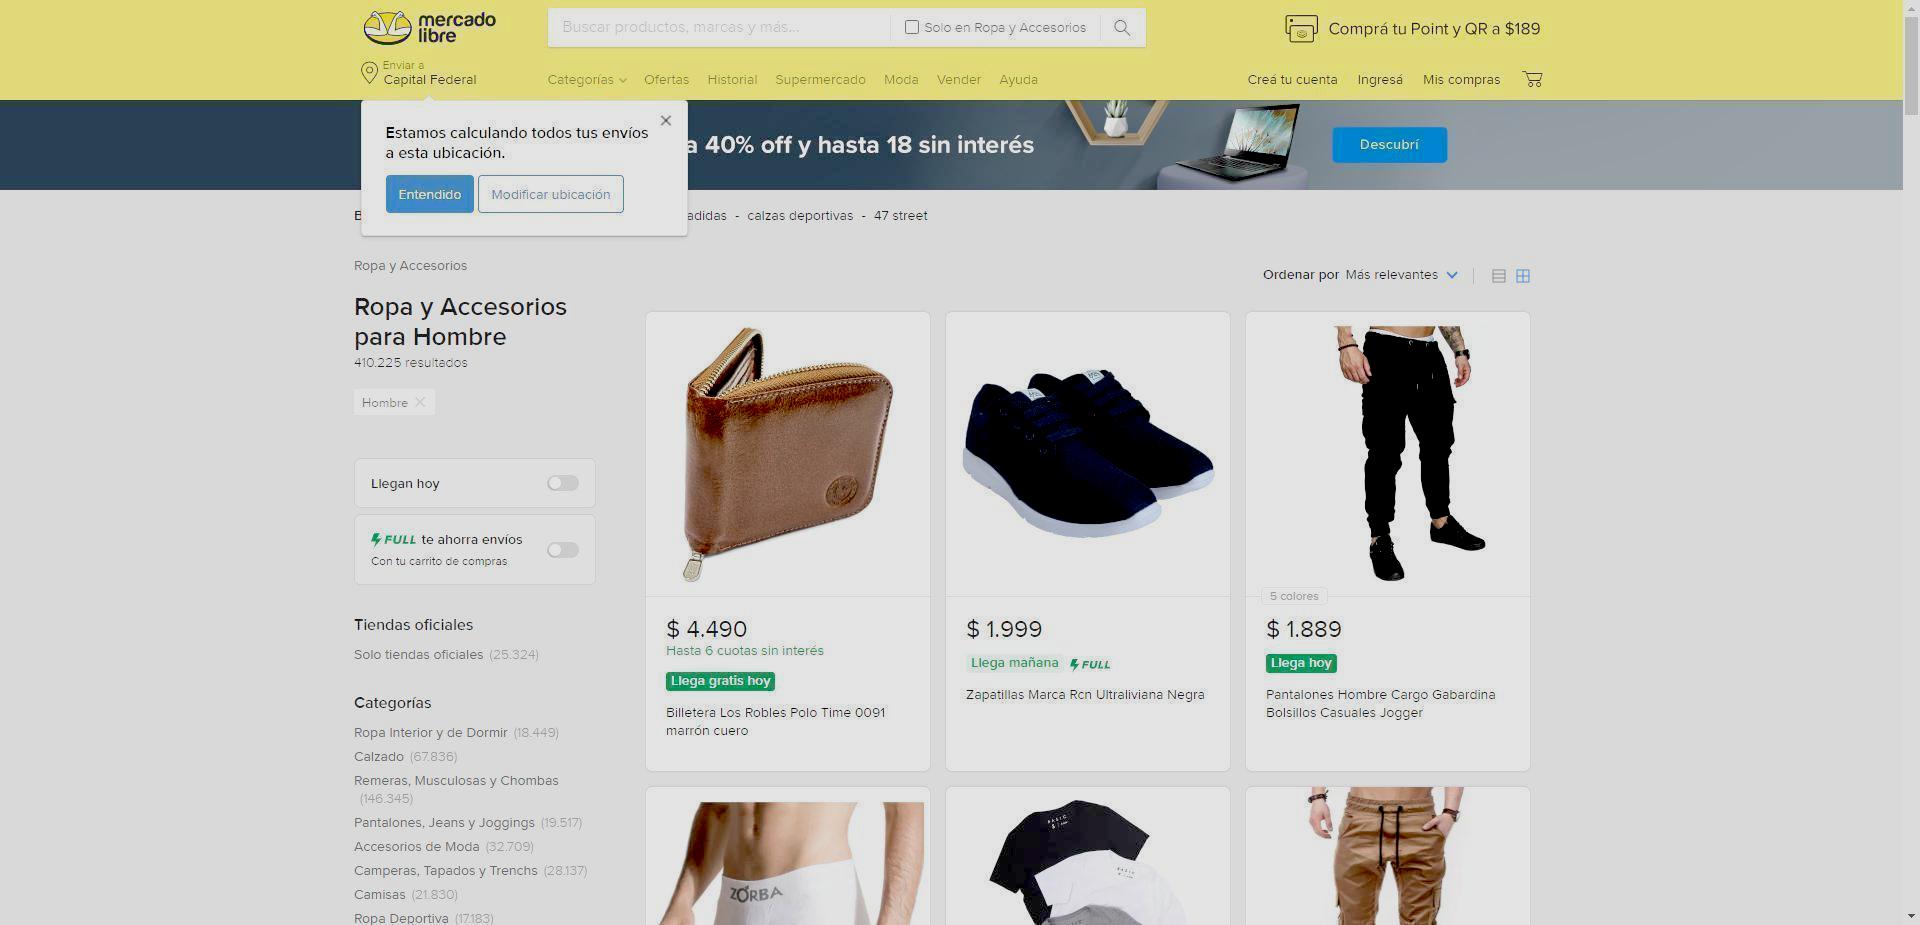 mercado
libre
Buscar productos, marcas y más...
Solo en Ropa y Accesorios
Comprá tu Point y QR a $189
Enviar a
Capital Federal
Categorías
Ofertas
Historial
Supermercado
Moda
Vender
Ayuda
Creá tu cuenta
Ingresá
Mis compras
Estamos calculando todos tus envíos
a esta ubicación.
Entendido
Modificar ubicación
a 40% off y hasta 18 sin interés
Descubrí
adidas - calzas deportivas - 47 street
Ropa y Accesorios
Ordenar por Más relevantes
Ropa y Accesorios
para Hombre
410.225 resultados
Hombre
Llegan hoy
FULL te ahorra envíos
Con tu carrito de compras
Tiendas oficiales
Solo tiendas oficiales (25.324)
Categorías
Ropa Interior y de Dormir (18.449)
Calzado (67.836)
Remeras, Musculosas y Chombas
(146.345)
Pantalones, Jeans y Joggings (19.517)
Accesorios de Moda (32.709)
Camperas, Tapados y Trenchs (28.137)
Camisas (21.830)
Ropa Deportiva (17.183)
$ 4.490
Hasta 6 cuotas sin interés
Llega gratis hoy
Billetera Los Robles Polo Time 0091
marrón cuero
$ 1.999
Llega mañana FULL
Zapatillas Marca Rcn Ultraliviana Negra
5 colores
$ 1.889
Llega hoy
Pantalones Hombre Cargo Gabardina
Bolsillos Casuales Jogger
ZORBA
BASIC
BASIC